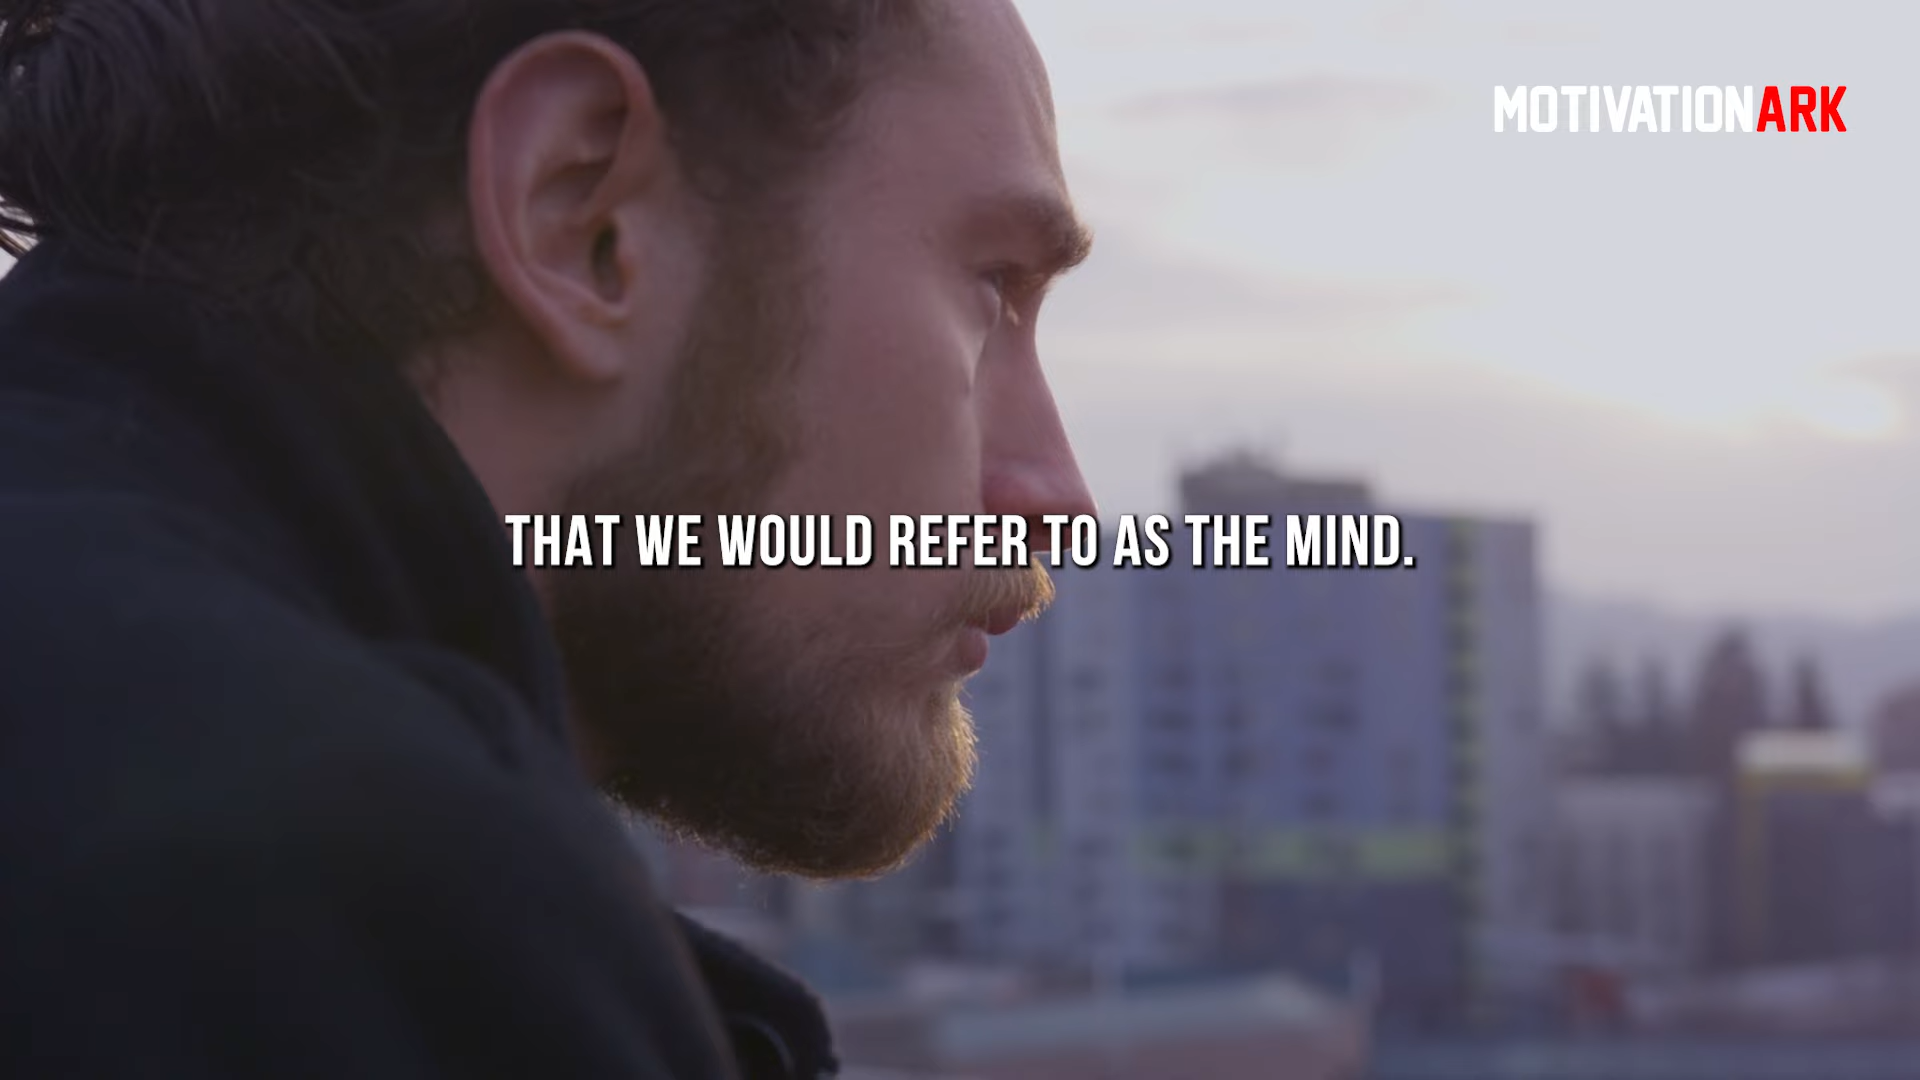 MOTIVATIONARK
THAT WE WOULD REFER TO AS THE MIND.